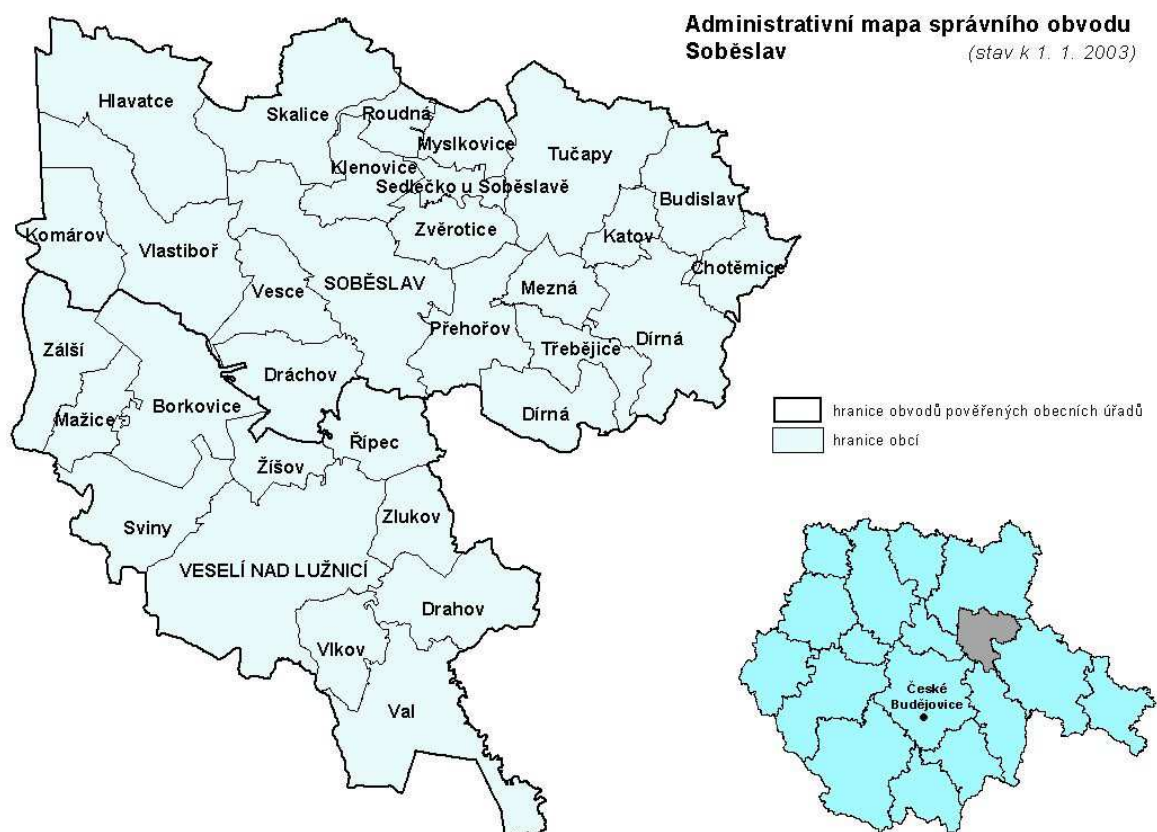 Administrativní mapa správního obvodu
Soběslav (stav k 1. 1. 2003)
Hlavatce
Skalice
Roudná
Myslkovice
Tučapy
Klenovice
Sedlečko u Soběslavě
Budislav
Komárov
Vlastiboř
Zvěrotice
Katov
Chotěmice
Vesce
SOBĚSLAV
Mezná
Přehořov
Třebějice
Dírná
Zálší
Dráchov
Mažice
Borkovice
Dírná
Řípec
Žíšov
hranice obvodů pověřených obecních úřadů
hranice obcí
Sviny
Zlukov
VESELÍ NAD LUŽNICÍ
Drahov
Vlkov
Val
České
Budějovice